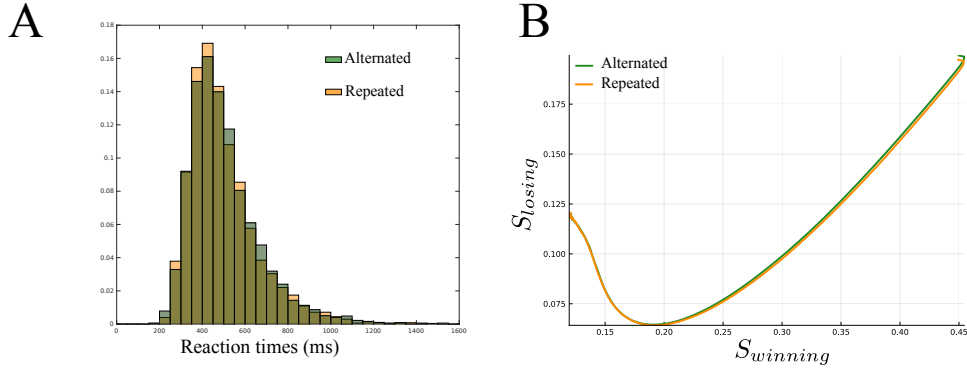 A
0.18
0.16
0.14
0.12
0.1
0.08
0.06
0.04
0.02
0
Alternated
Repeated
0 200 400 600 800 1000 1200 1400 1600
Reaction times (ms)
B
Alternated
Repeated
0.175
0.150
0.125
0.100
0.075
S_losing
0.15 0.20 0.25 0.30 0.35 0.40 0.45
S_winning